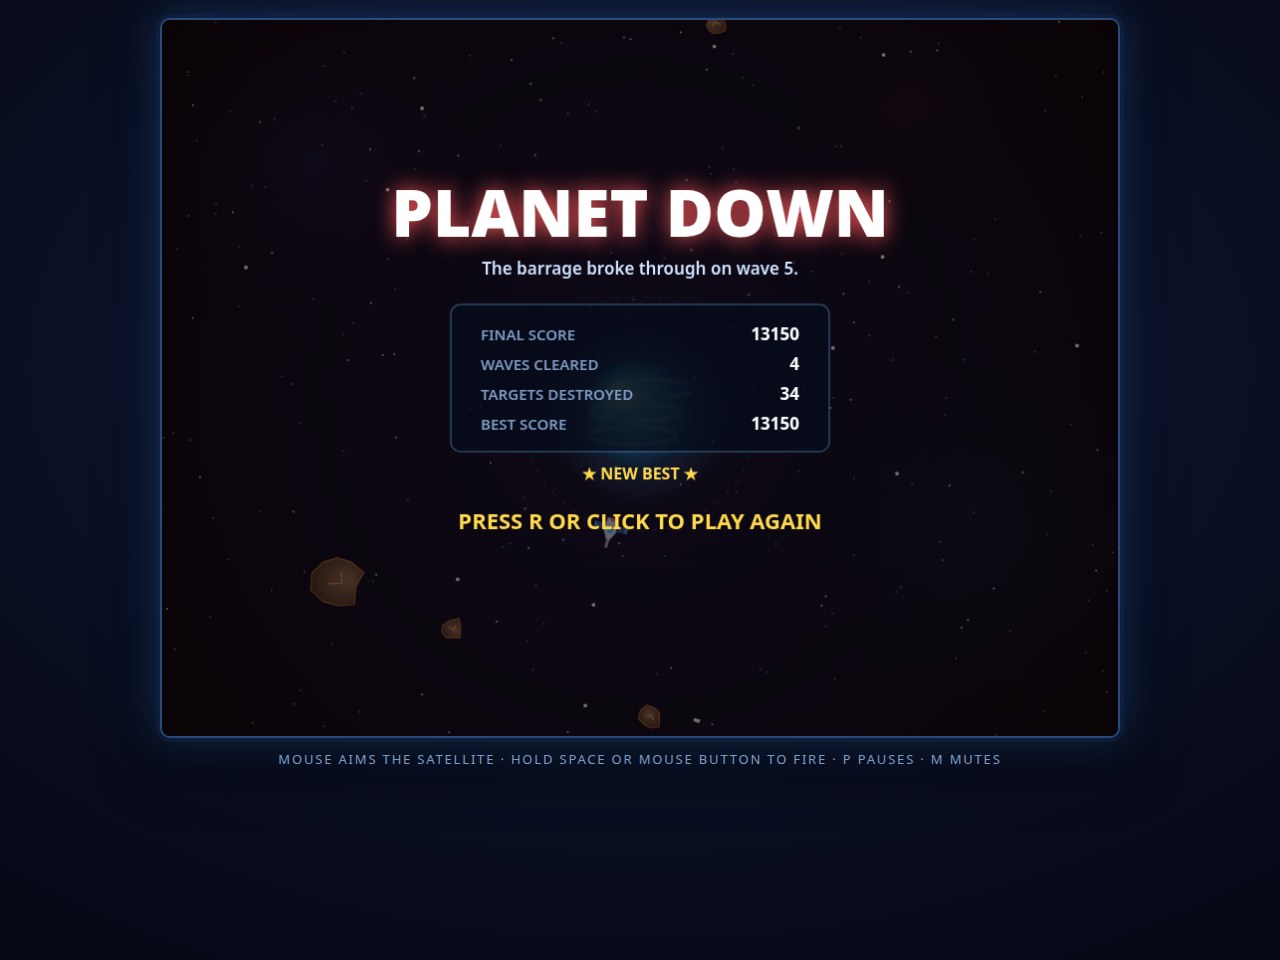 PLANET DOWN
The barrage broke through on wave 5.
FINAL SCORE 13150
WAVES CLEARED 4
TARGETS DESTROYED 34
BEST SCORE 13150
★ NEW BEST ★
PRESS R OR CLICK TO PLAY AGAIN
MOUSE AIMS THE SATELLITE · HOLD SPACE OR MOUSE BUTTON TO FIRE · P PAUSES · M MUTES